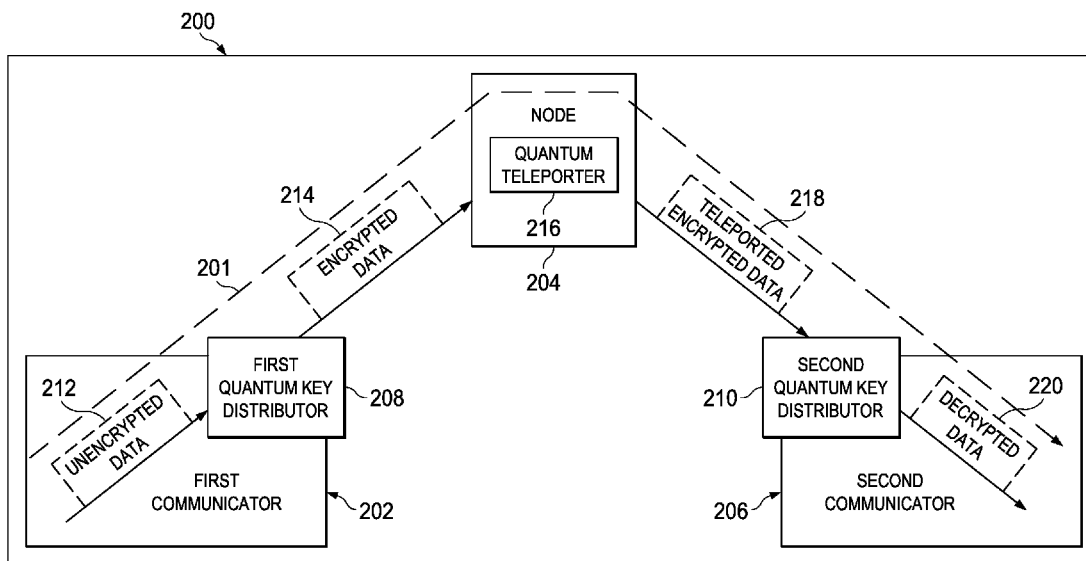 200
NODE
QUANTUM
TELEPORTER
216
204
214
ENCRYPTED
DATA
201
TELEPORTED
ENCRYPTED DATA
218
212
UNENCRYPTED
DATA
FIRST
QUANTUM KEY
DISTRIBUTOR
208
FIRST
COMMUNICATOR
202
210
SECOND
QUANTUM KEY
DISTRIBUTOR
220
DECRYPTED
DATA
206
SECOND
COMMUNICATOR